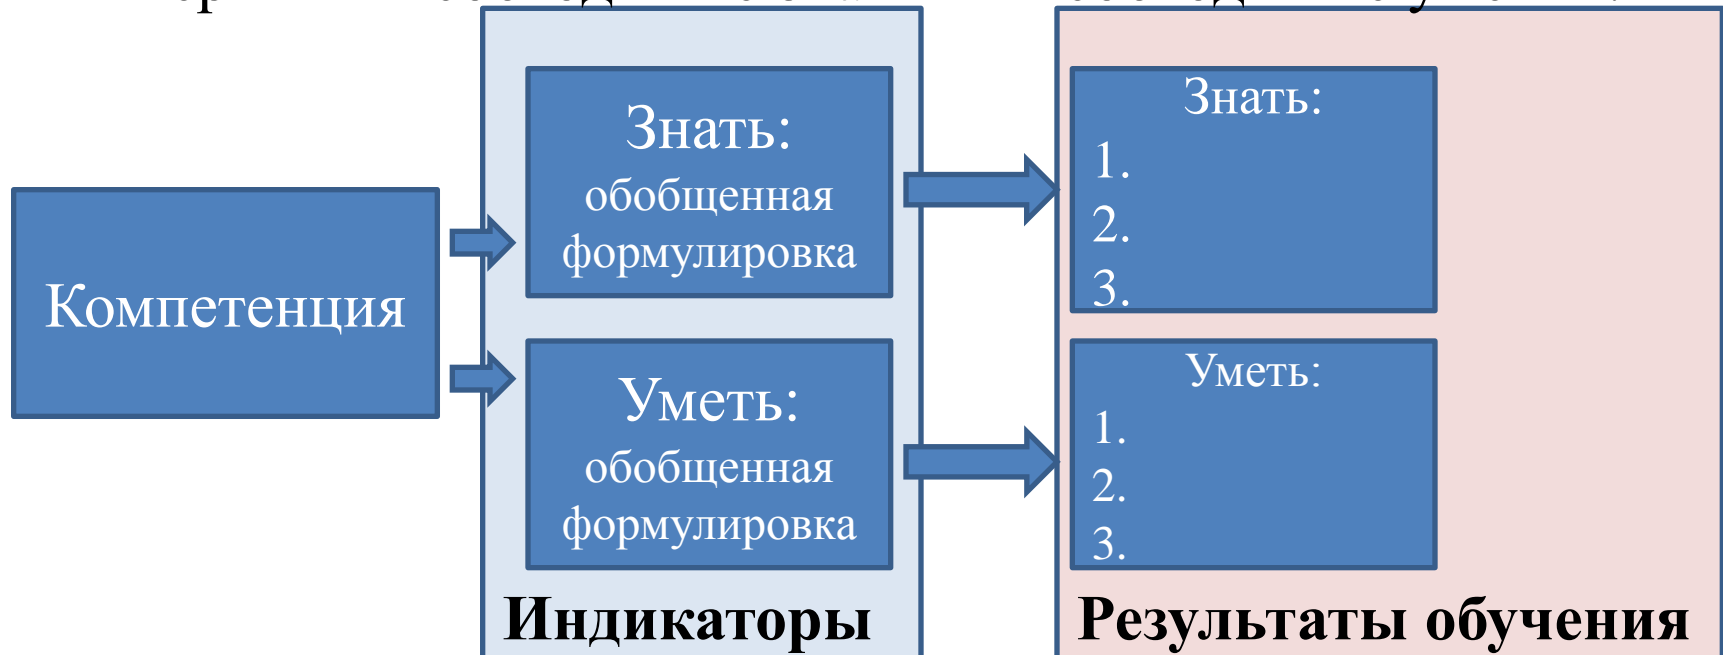 Компетенция
Знать:
обобщенная
формулировка
Уметь:
обобщенная
формулировка
Индикаторы
Знать:
1.
2.
3.
Уметь:
1.
2.
3.
Результаты обучения